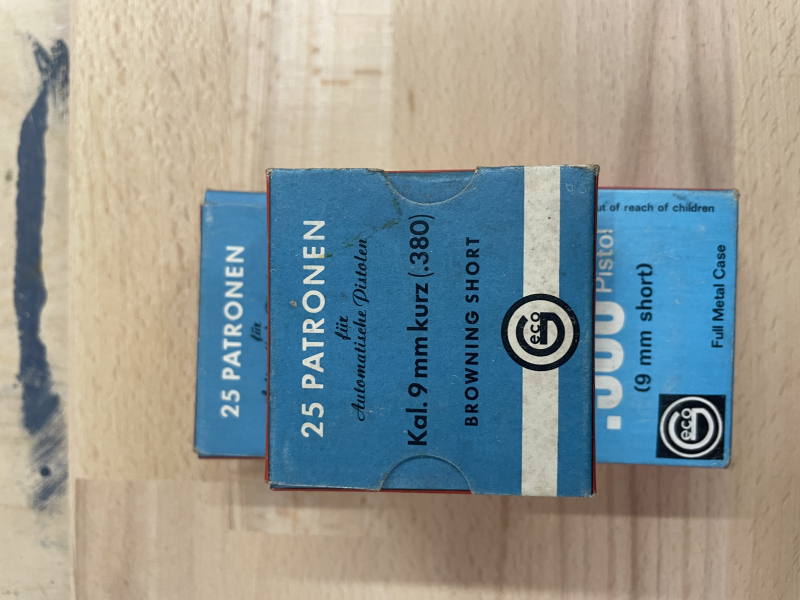 25 PATRONEN
für
Automatische Pistolen
Kal. 9 mm kurz (.380)
BROWNING SHORT
Geco
25 PATRONEN
für
of reach of children
Pistol
(9 mm short)
Full Metal Case
Geco